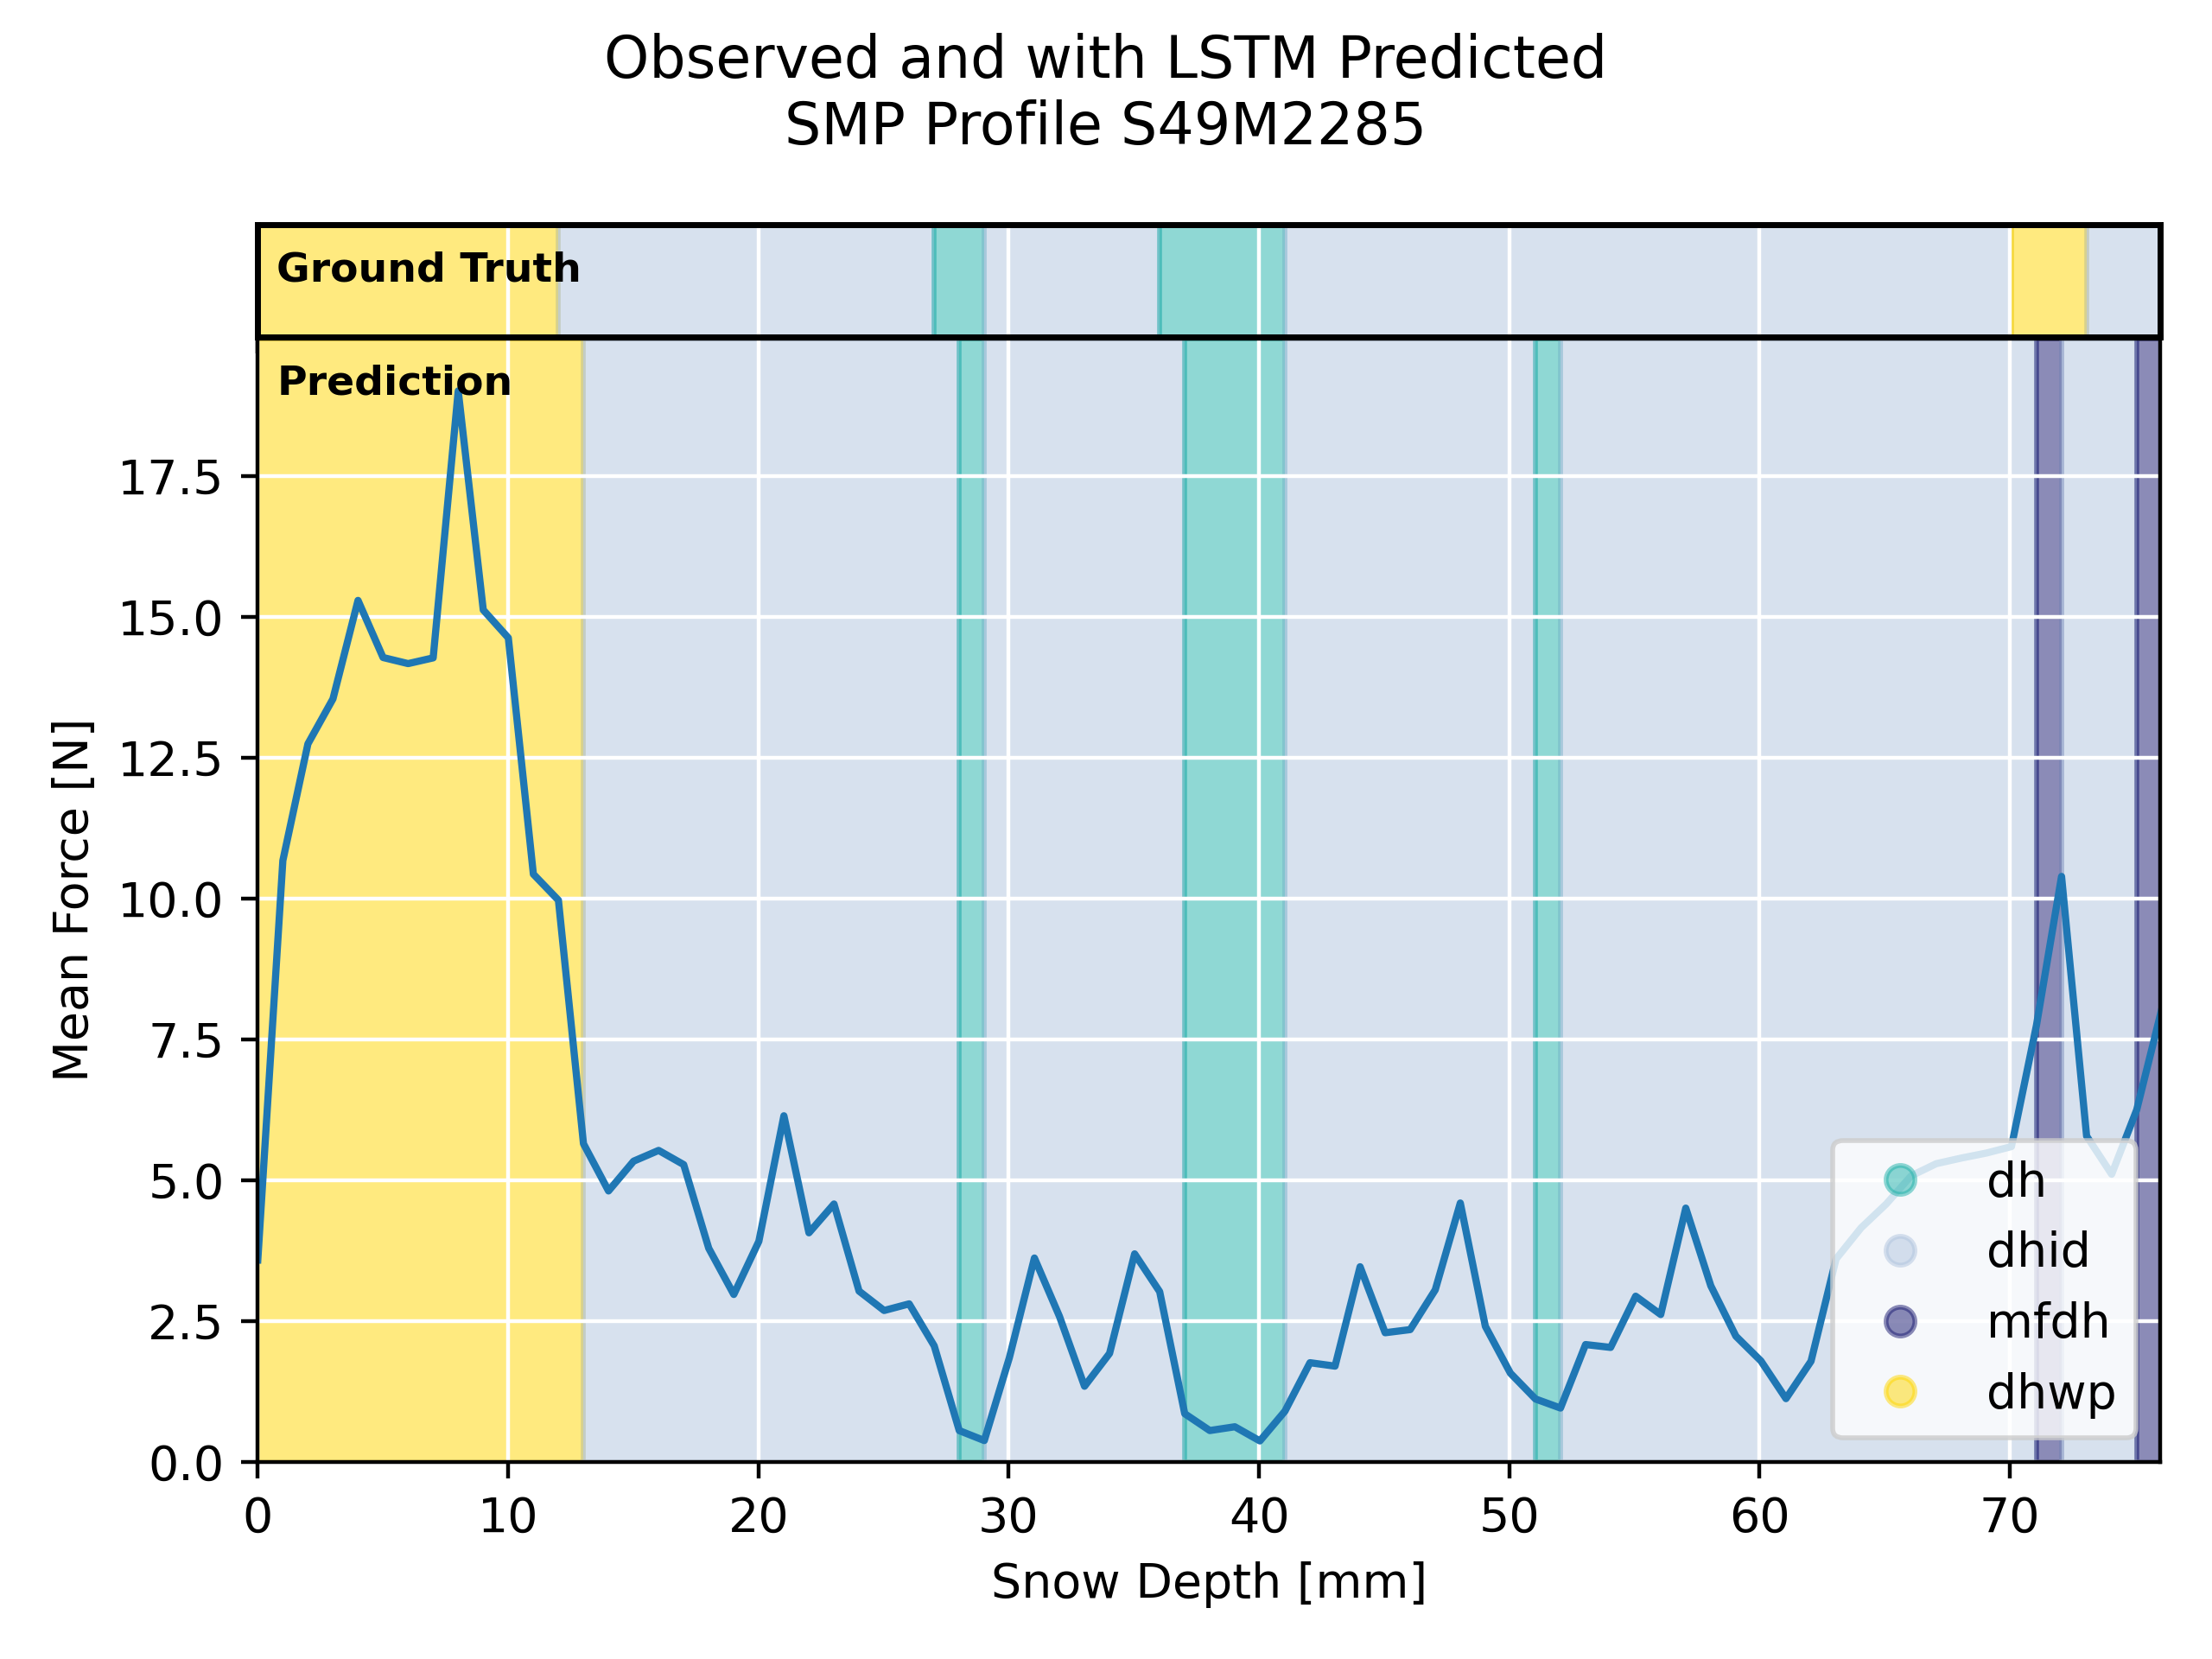 Observed and with LSTM Predicted
SMP Profile S49M2285
Ground Truth
Prediction
17.5
15.0
12.5
10.0
7.5
5.0
2.5
0.0
Mean Force [N]
0 10 20 30 40 50 60 70
Snow Depth [mm]
dh
dhid
mfdh
dhwp